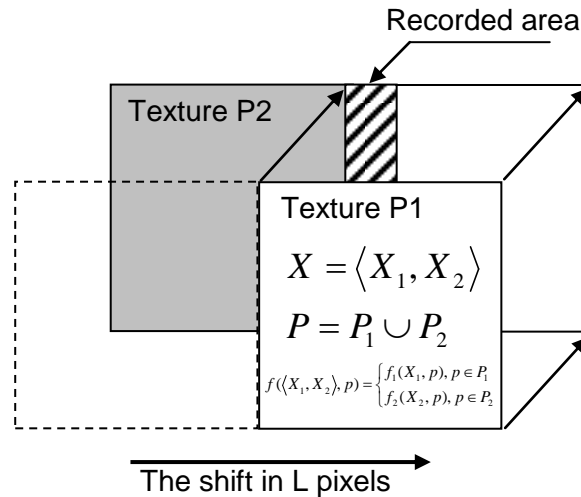 Recorded area
Texture P2
Texture P1
X = ⟨X₁, X₂⟩
P = P₁ ∪ P₂
f(⟨X₁, X₂⟩, p) = { f₁(X₁, p), p ∈ P₁
f₂(X₂, p), p ∈ P₂
The shift in L pixels